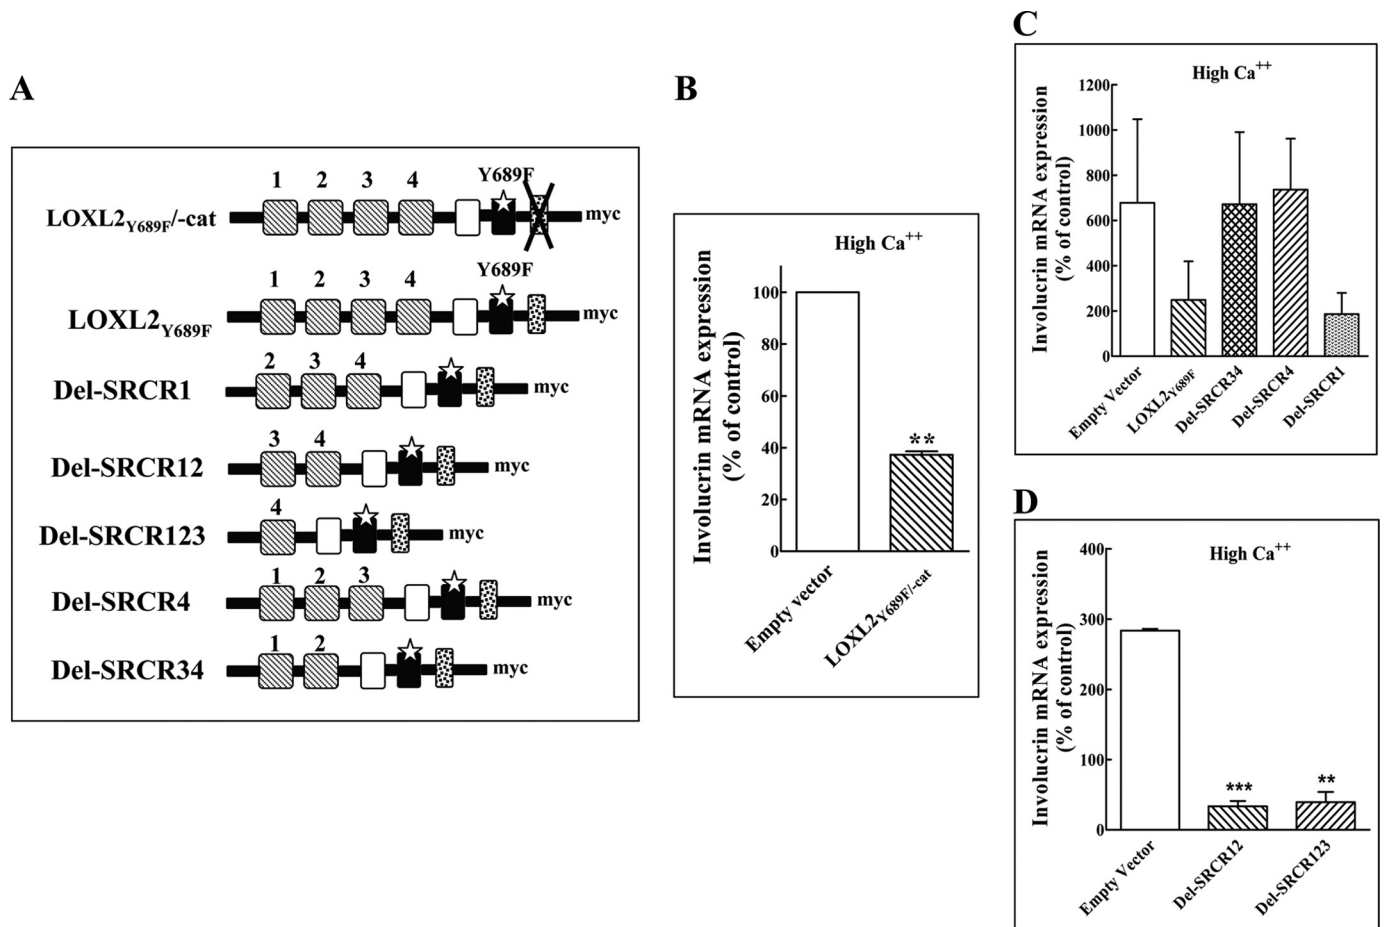 A
1 2 3 4 Y689F
LOXL2Y689F/-cat myc
1 2 3 4 Y689F
LOXL2Y689F myc
2 3 4
Del-SRCR1 myc
3 4
Del-SRCR12 myc
4
Del-SRCR123 myc
1 2 3
Del-SRCR4 myc
1 2
Del-SRCR34 myc
B
High Ca++
Involucrin mRNA expression
(% of control)
100
80
60
40
20
0
**
Empty vector
LOXL2Y689F/-cat
C
High Ca++
Involucrin mRNA expression
(% of control)
1200
1000
800
600
400
200
0
Empty Vector
LOXL2Y689F
Del-SRCR34
Del-SRCR4
Del-SRCR1
D
High Ca++
Involucrin mRNA expression
(% of control)
400
300
200
100
0
***
**
Empty Vector
Del-SRCR12
Del-SRCR123